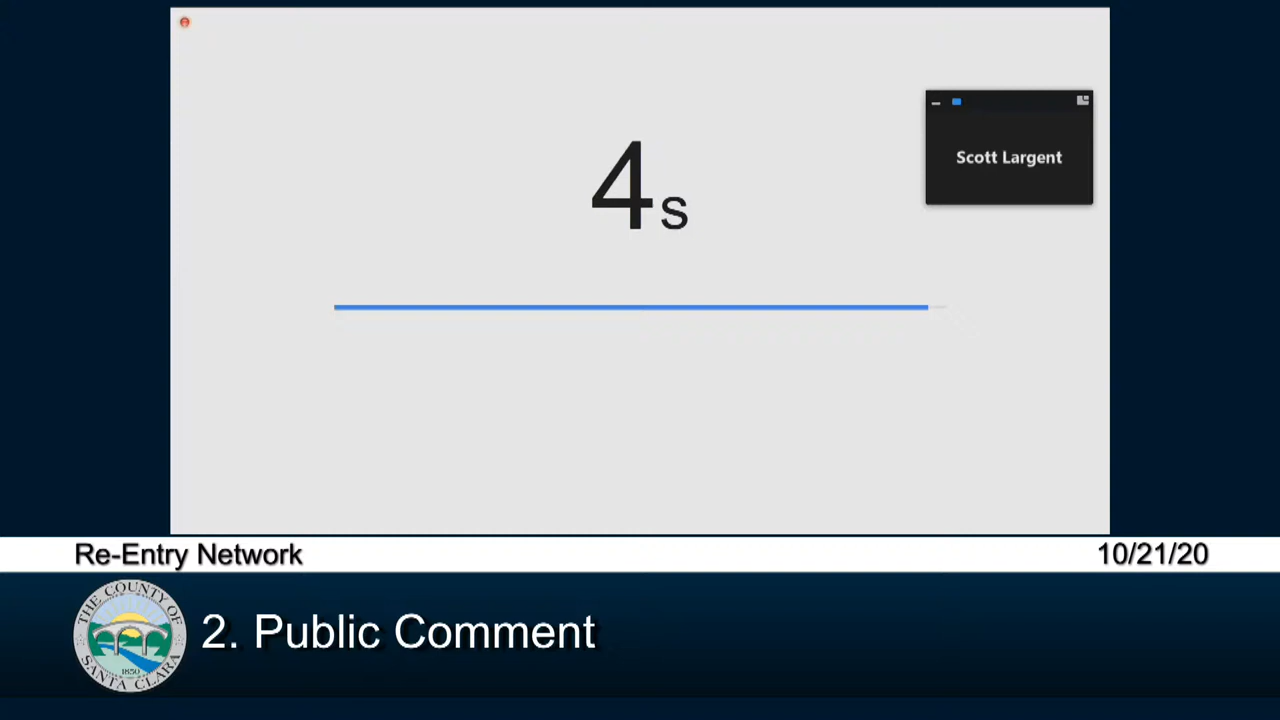 4s
Scott Largent
Re-Entry Network
10/21/20
THE COUNTY OF
SANTA CLARA
1850
2. Public Comment